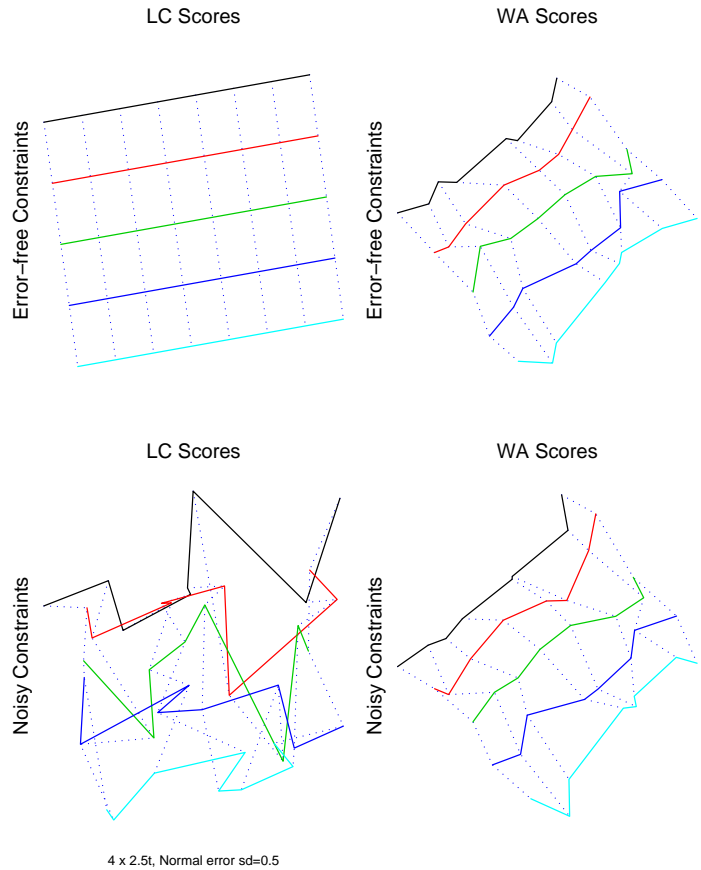 LC Scores
WA Scores
Error–free Constraints
Error–free Constraints
LC Scores
WA Scores
Noisy Constraints
Noisy Constraints
4 x 2.5t, Normal error sd=0.5